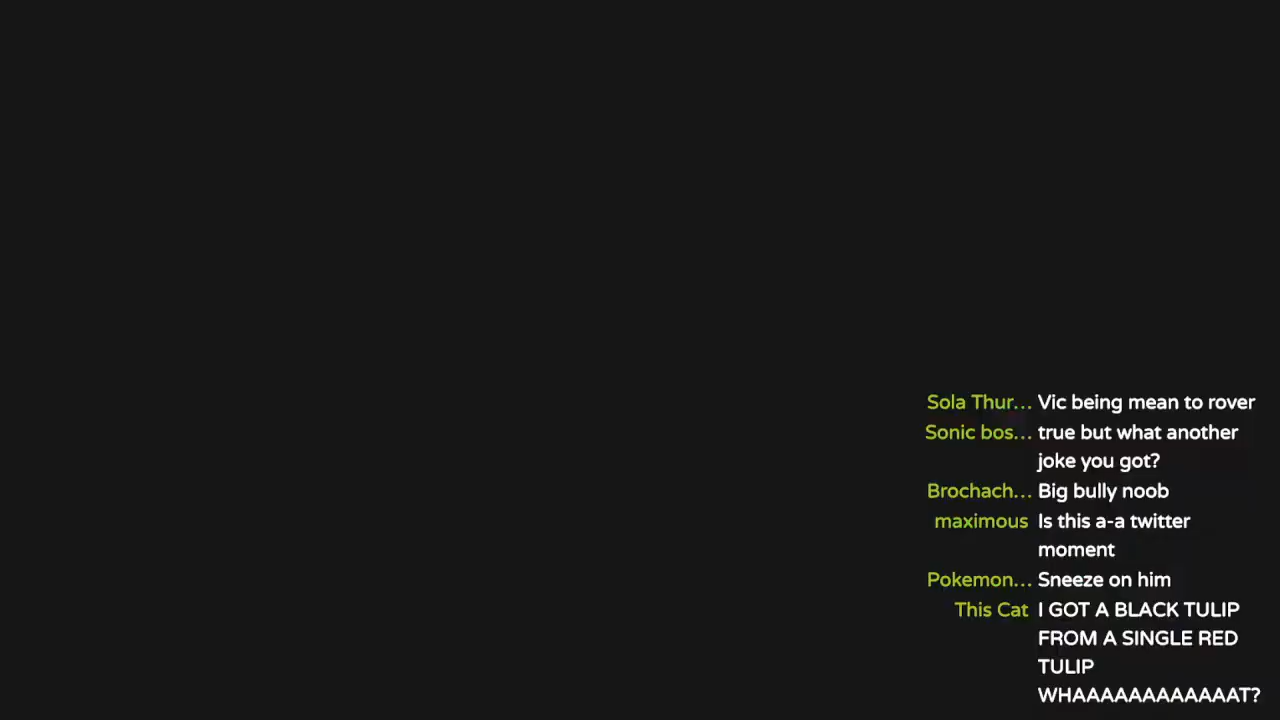 Sola Thur... Vic being mean to rover
Sonic bos... true but what another
joke you got?
Brochach... Big bully noob
maximous Is this a-a twitter
moment
Pokemon... Sneeze on him
This Cat I GOT A BLACK TULIP
FROM A SINGLE RED
TULIP
WHAAAAAAAAAAAAT?